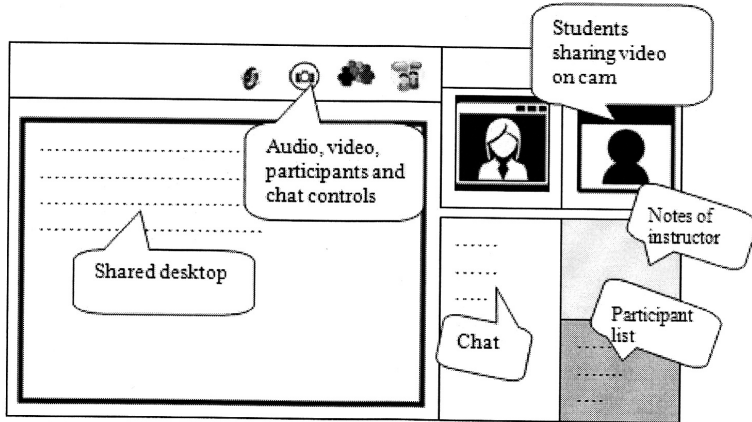 Students
sharing video
on cam
Audio, video,
participants and
chat controls
Shared desktop
Notes of
instructor
Chat
Participant
list